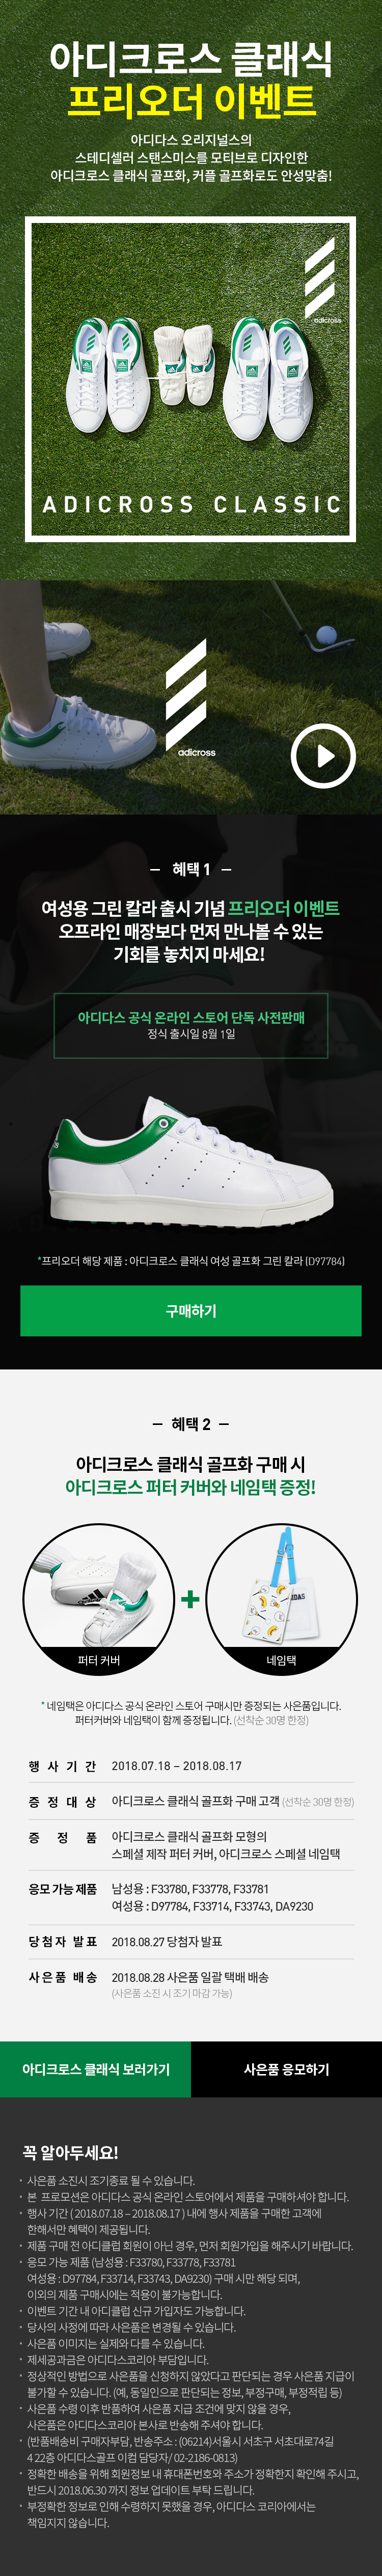 아디크로스 클래식
프리오더 이벤트
아디다스 오리지널스의
스테디셀러 스탠스미스를 모티브로 디자인한
아디크로스 클래식 골프화, 커플 골프화로도 안성맞춤!
adicross
ADICROSS CLASSIC
adicross
혜택 1
여성용 그린 칼라 출시 기념 프리오더 이벤트
오프라인 매장보다 먼저 만나볼 수 있는
기회를 놓치지 마세요!
아디다스 공식 온라인 스토어 단독 사전판매
정식 출시일 8월 1일
*프리오더 해당 제품 : 아디크로스 클래식 여성 골프화 그린 칼라 (D97784)
구매하기
혜택 2
아디크로스 클래식 골프화 구매 시
아디크로스 퍼터 커버와 네임택 증정!
퍼터 커버
네임택
* 네임택은 아디다스 공식 온라인 스토어 구매시만 증정되는 사은품입니다.
퍼터커버와 네임택이 함께 증정됩니다. (선착순 30명 한정)
행사기간 2018.07.18 – 2018.08.17
증정대상 아디크로스 클래식 골프화 구매 고객 (선착순 30명 한정)
증정품 아디크로스 클래식 골프화 모형의
스페셜 제작 퍼터 커버, 아디크로스 스페셜 네임택
응모 가능 제품 남성용 : F33780, F33778, F33781
여성용 : D97784, F33714, F33743, DA9230
당첨자 발표 2018.08.27 당첨자 발표
사은품 배송 2018.08.28 사은품 일괄 택배 배송
(사은품 소진 시 조기 마감 가능)
아디크로스 클래식 보러가기
사은품 응모하기
꼭 알아두세요!
• 사은품 소진시 조기종료 될 수 있습니다.
• 본 프로모션은 아디다스 공식 온라인 스토어에서 제품을 구매하셔야 합니다.
• 행사 기간 ( 2018.07.18 – 2018.08.17 ) 내에 행사 제품을 구매한 고객에
한해서만 혜택이 제공됩니다.
• 제품 구매 전 아디클럽 회원이 아닌 경우, 먼저 회원가입을 해주시기 바랍니다.
• 응모 가능 제품 (남성용 : F33780, F33778, F33781
여성용 : D97784, F33714, F33743, DA9230) 구매 시만 해당 되며,
이외의 제품 구매시에는 적용이 불가능합니다.
• 이벤트 기간 내 아디클럽 신규 가입자도 가능합니다.
• 당사의 사정에 따라 사은품은 변경될 수 있습니다.
• 사은품 이미지는 실제와 다를 수 있습니다.
• 제세공과금은 아디다스코리아 부담입니다.
• 정상적인 방법으로 사은품을 신청하지 않았다고 판단되는 경우 사은품 지급이
불가할 수 있습니다. (예, 동일인으로 판단되는 정보, 부정구매, 부정적립 등)
• 사은품 수령 이후 반품하여 사은품 지급 조건에 맞지 않을 경우,
사은품은 아디다스코리아 본사로 반송해 주셔야 합니다.
• (반품배송비 구매자부담, 반송주소 : (06214)서울시 서초구 서초대로74길
4 22층 아디다스골프 이컴 담당자/ 02-2186-0813)
• 정확한 배송을 위해 회원정보 내 휴대폰번호와 주소가 정확한지 확인해 주시고,
반드시 2018.06.30 까지 정보 업데이트 부탁 드립니다.
• 부정확한 정보로 인해 수령하지 못했을 경우, 아디다스 코리아에서는
책임지지 않습니다.